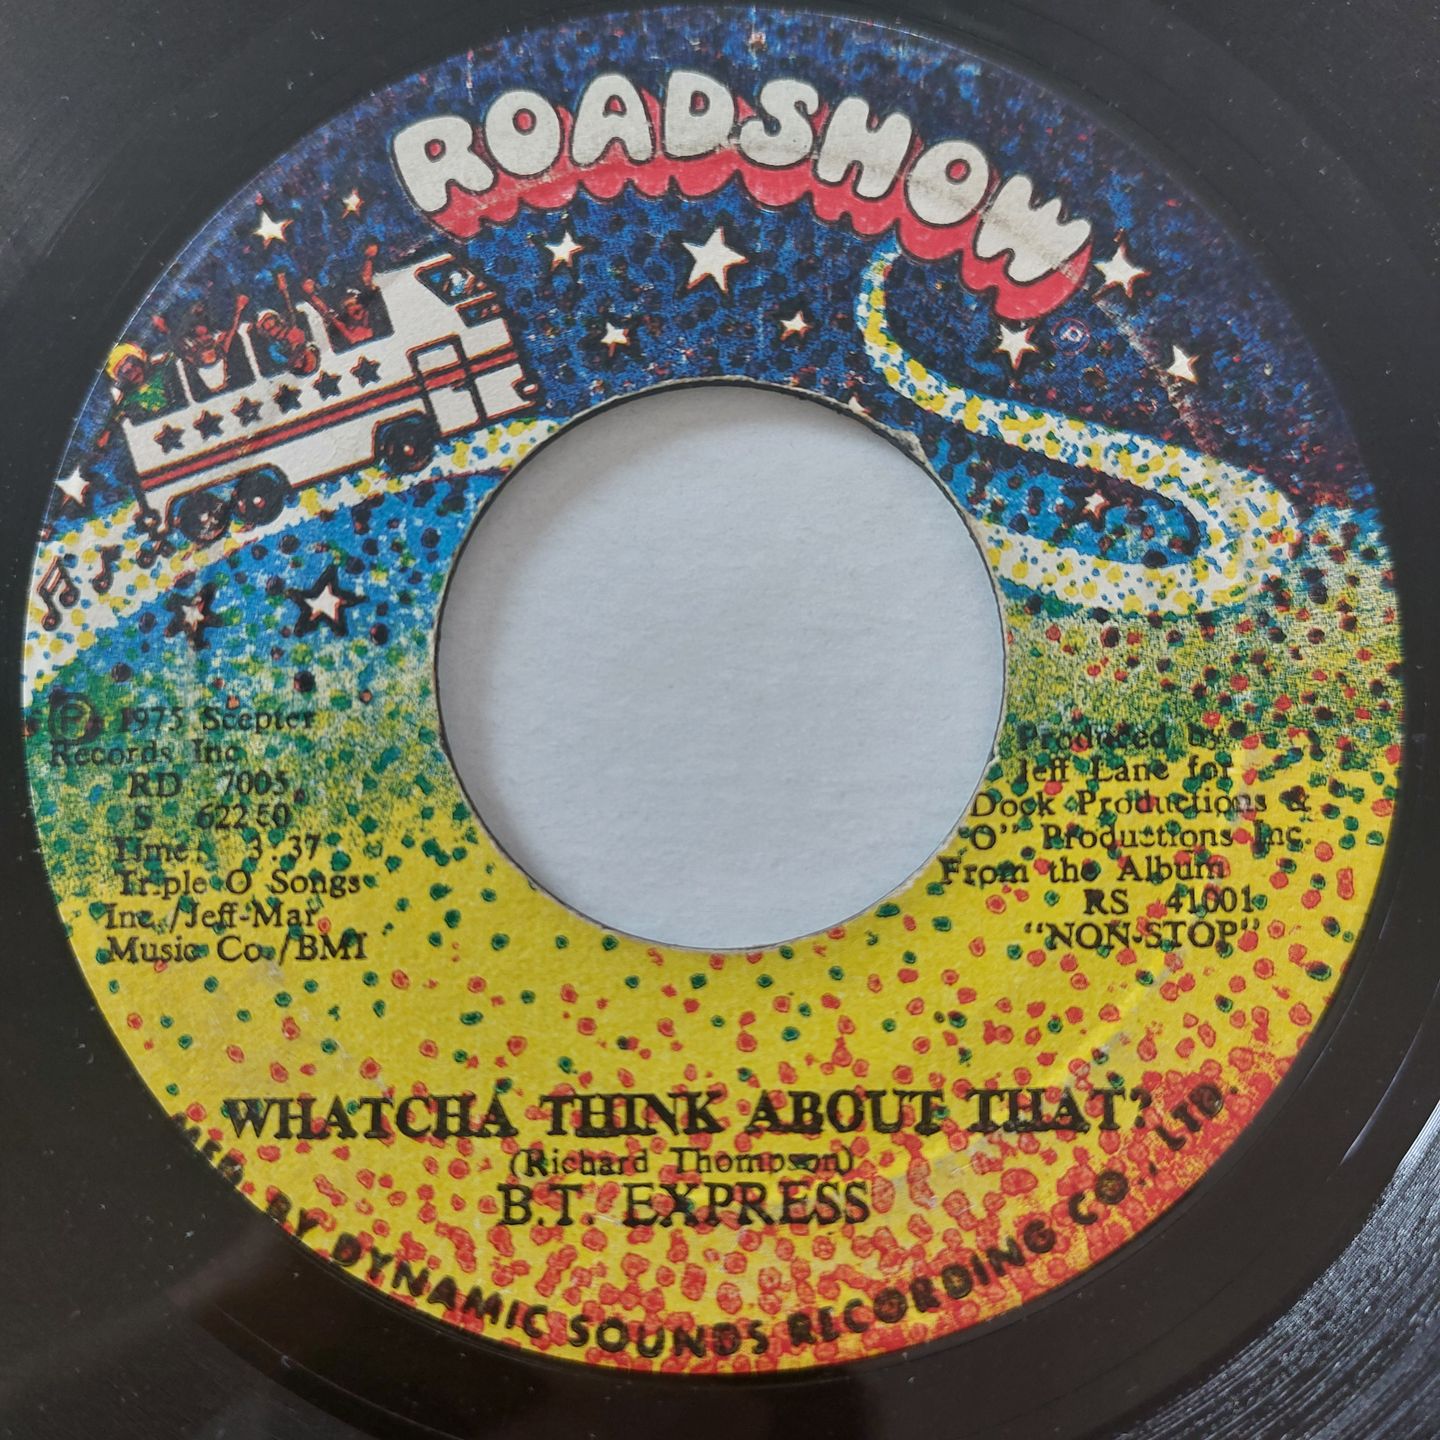 ROADSHOW
Ⓟ 1975 Scepter
Records Inc
RD 7005
S 62250
Time: 3:37
Triple O Songs
Inc./Jeff-Mar
Music Co./BMI
Produced by
Jeff Lane for
Dock Productions &
"O" Productions Inc.
From the Album
RS 41001
"NON-STOP"
WHATCHA THINK ABOUT THAT?
(Richard Thompson)
B.T. EXPRESS
BY DYNAMIC SOUNDS RECORDING CO., LTD.